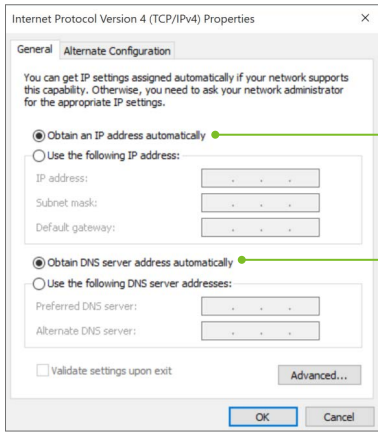 Internet Protocol Version 4 (TCP/IPv4) Properties
General
Alternate Configuration
You can get IP settings assigned automatically if your network supports
this capability. Otherwise, you need to ask your network administrator
for the appropriate IP settings.
Obtain an IP address automatically
Use the following IP address:
IP address:
Subnet mask:
Default gateway:
Obtain DNS server address automatically
Use the following DNS server addresses:
Preferred DNS server:
Alternate DNS server:
Validate settings upon exit
Advanced...
OK
Cancel